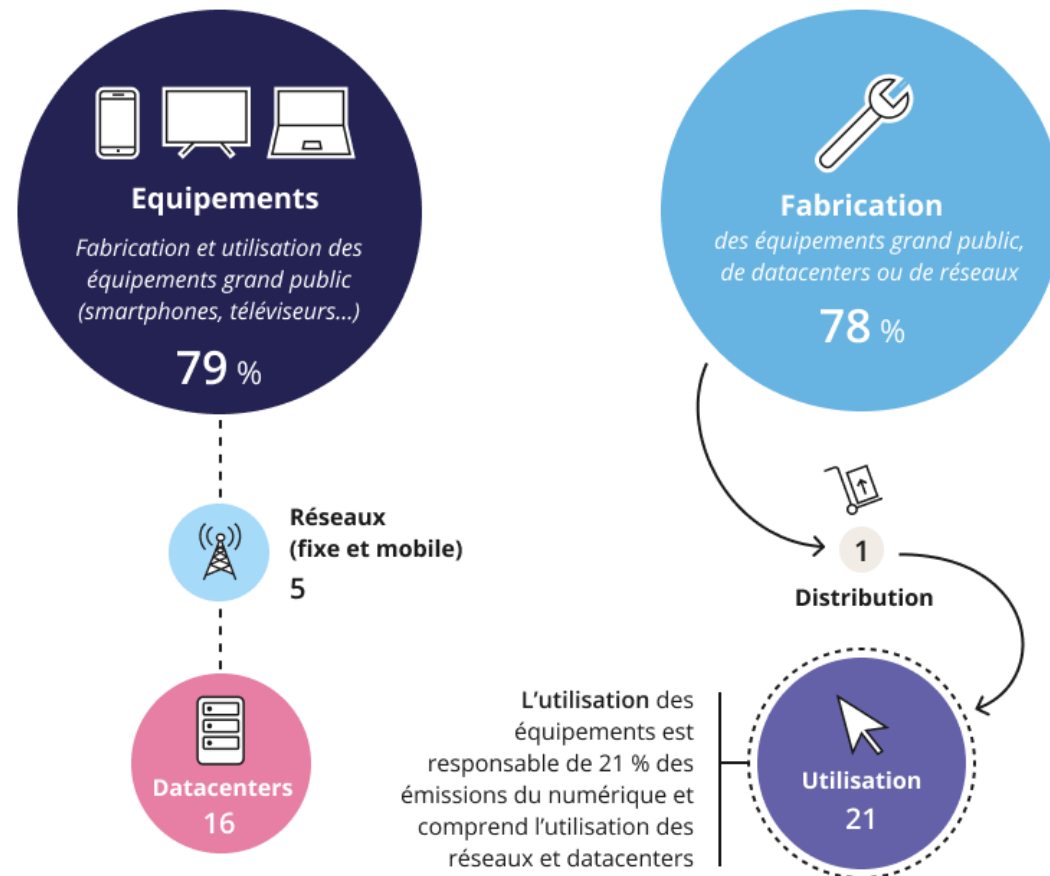 Equipements
Fabrication et utilisation des
équipements grand public
(smartphones, téléviseurs...)
79 %
Réseaux
(fixe et mobile)
5
Datacenters
16
Fabrication
des équipements grand public,
de datacenters ou de réseaux
78 %
1
Distribution
L’utilisation des
équipements est
responsable de 21 % des
émissions du numérique et
comprend l’utilisation des
réseaux et datacenters
Utilisation
21